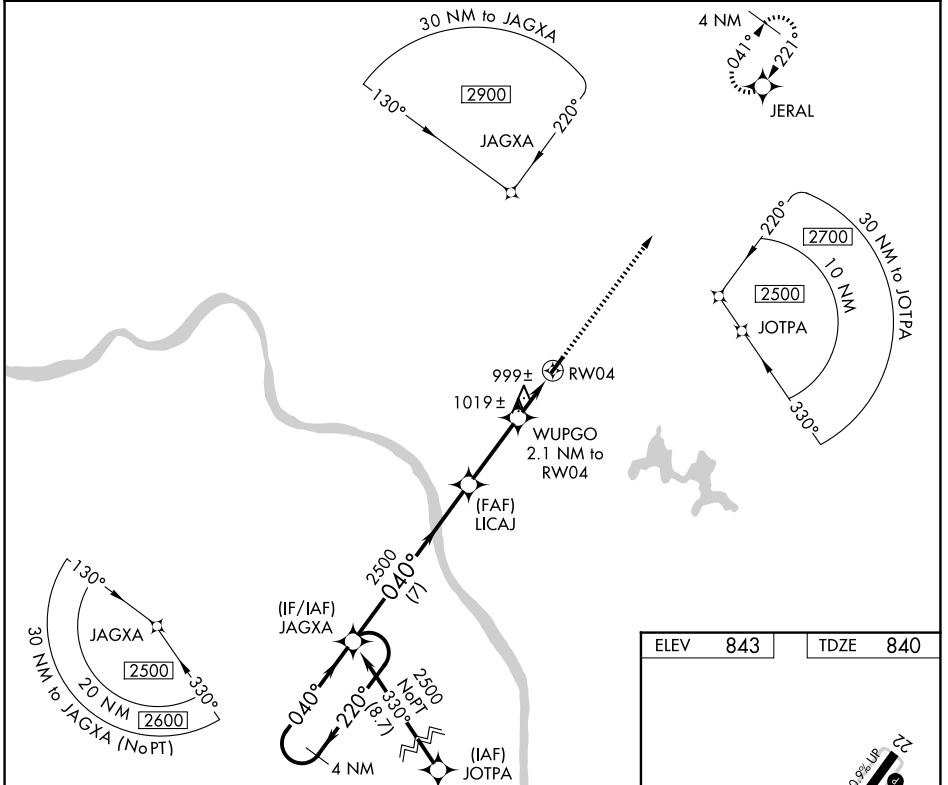 30 NM to JAGXA
2900
130°
220°
JAGXA
4 NM
041°
221°
JERAL
220°
2700
30 NM to JOTPA
10 NM
2500
JOTPA
330°
999±
RW04
1019±
WUPGO
2.1 NM to
RW04
(FAF)
LICAJ
2500
040°
(7)
(IF/IAF)
JAGXA
130°
JAGXA
2500
330°
20 NM
2600
30 NM to JAGXA (NoPT)
040°
220°
4 NM
2500
NoPT
330°
(8.7)
(IAF)
JOTPA
ELEV 843
TDZE 840
22
0.9% UP